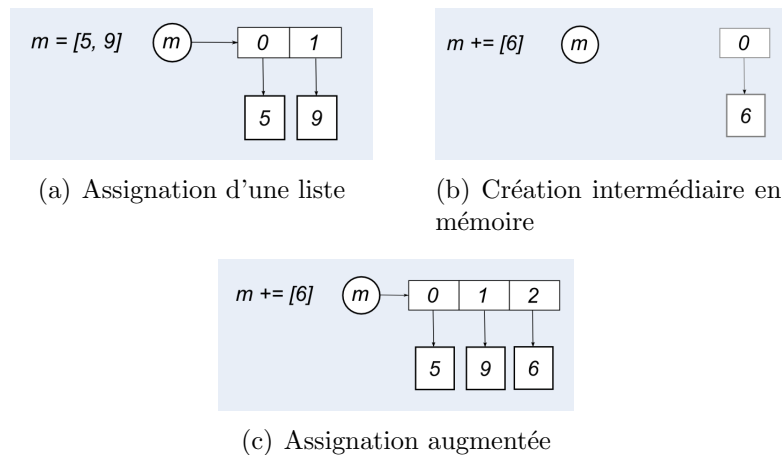 m = [5, 9] m 0 1
5 9
(a) Assignation d'une liste
m += [6] m 0
6
(b) Création intermédiaire en
mémoire
m += [6] m 0 1 2
5 9 6
(c) Assignation augmentée